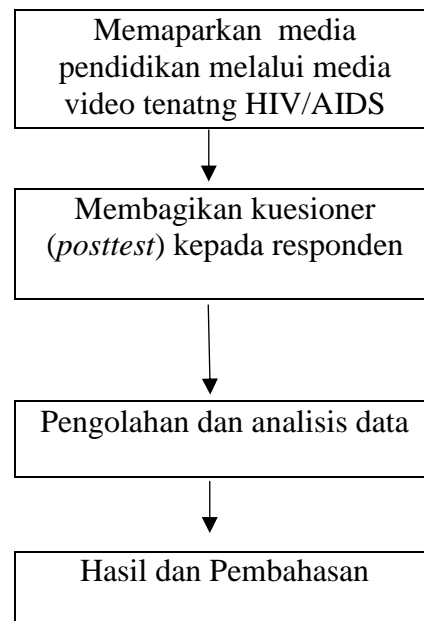 Memaparkan media
pendidikan melalui media
video tenatng HIV/AIDS
Membagikan kuesioner
(posttest) kepada responden
Pengolahan dan analisis data
Hasil dan Pembahasan